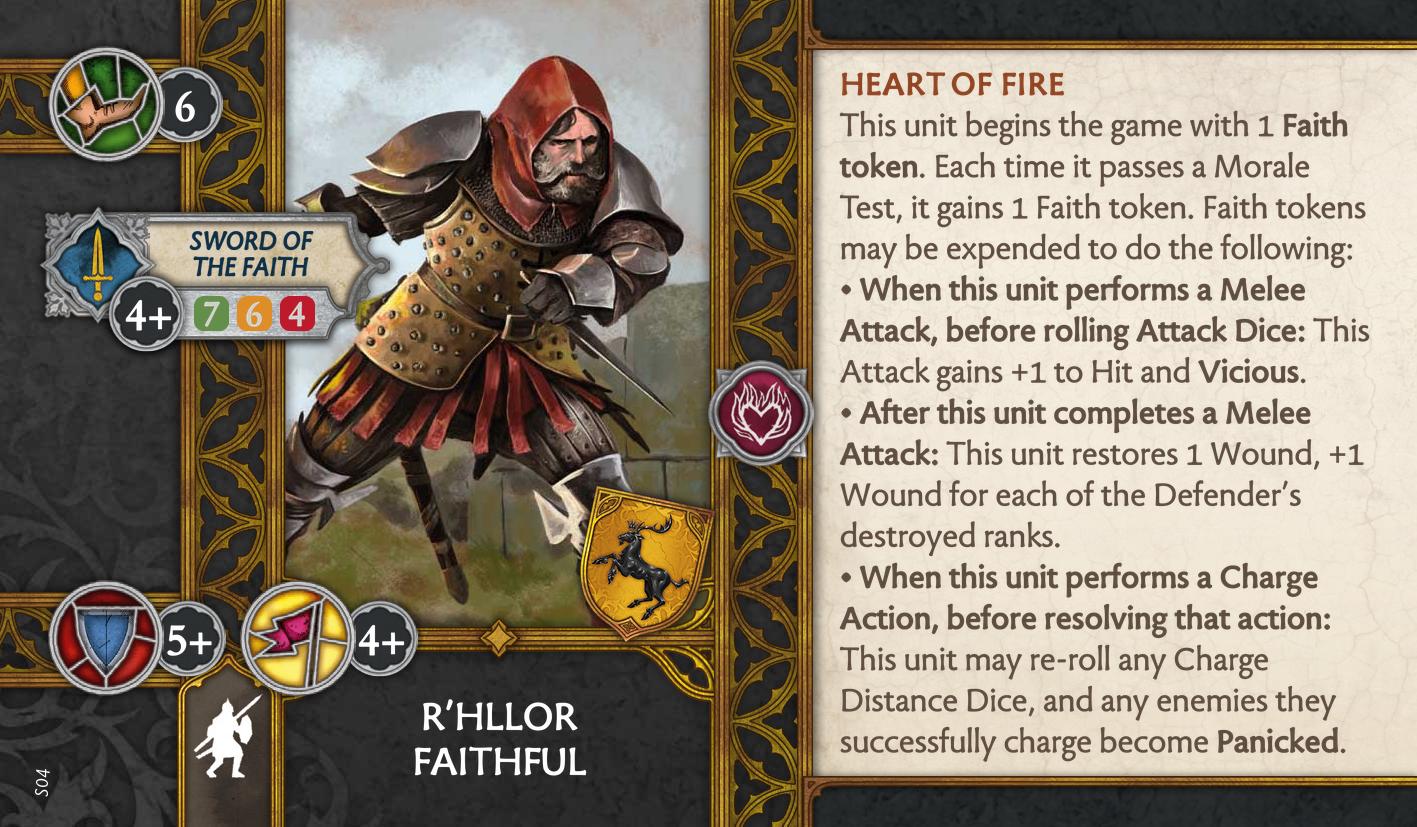 6
SWORD OF
THE FAITH
4+ 7 6 4
5+ 4+
R'HLLOR
FAITHFUL
S04
HEART OF FIRE
This unit begins the game with 1 Faith
token. Each time it passes a Morale
Test, it gains 1 Faith token. Faith tokens
may be expended to do the following:
• When this unit performs a Melee
Attack, before rolling Attack Dice: This
Attack gains +1 to Hit and Vicious.
• After this unit completes a Melee
Attack: This unit restores 1 Wound, +1
Wound for each of the Defender's
destroyed ranks.
• When this unit performs a Charge
Action, before resolving that action:
This unit may re-roll any Charge
Distance Dice, and any enemies they
successfully charge become Panicked.